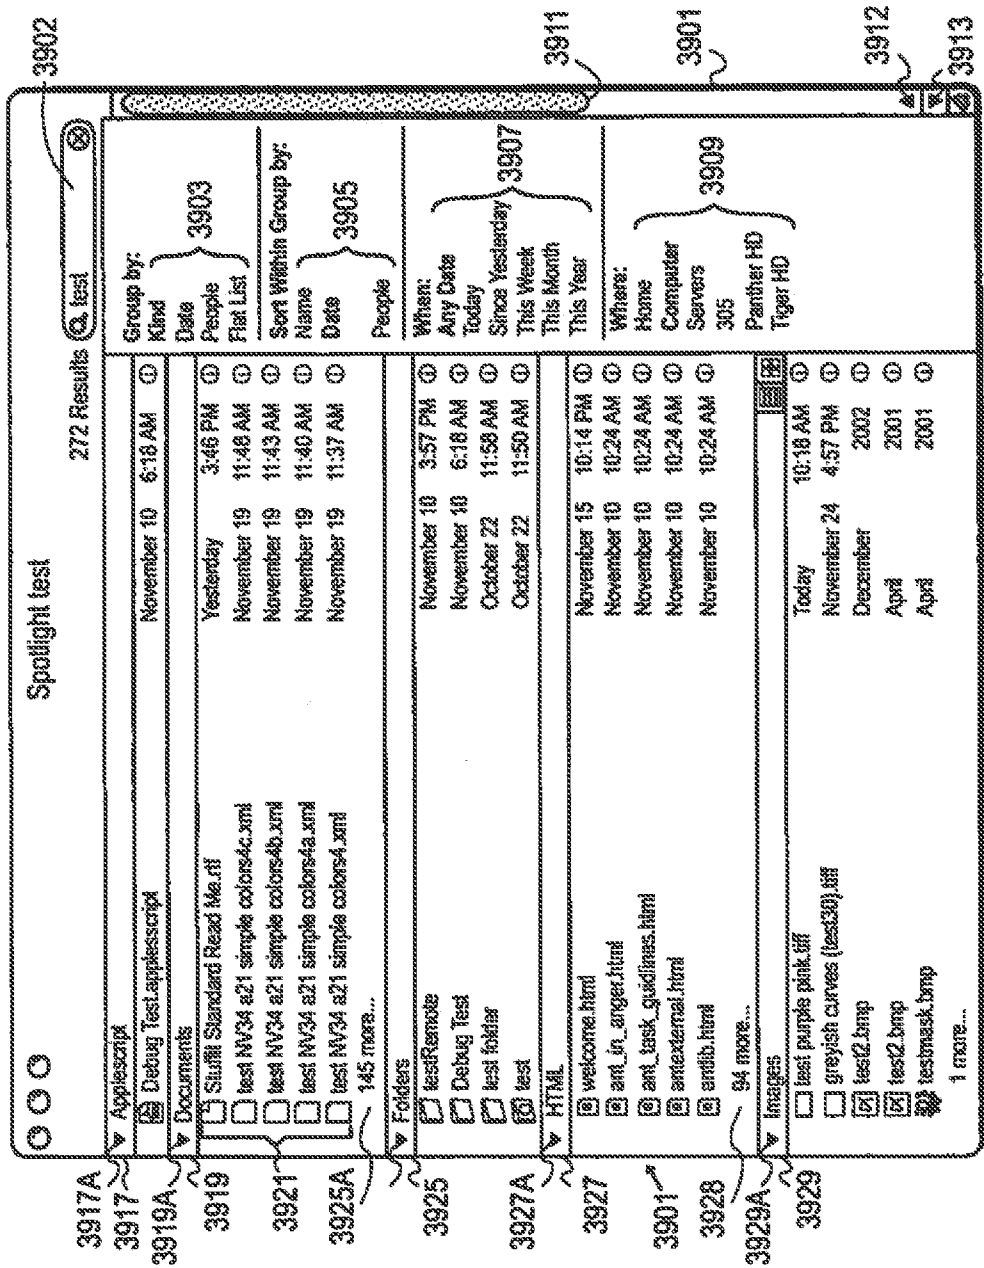 Spotlight test
272 Results
test
3902
Applescript
Debug Test.applesscript November 10 6:18 AM
Documents
Stuffit Standard Read Me.rtf Yesterday 3:46 PM
test NV34 a21 simple colors4c.xml November 19 11:48 AM
test NV34 a21 simple colors4b.xml November 19 11:43 AM
test NV34 a21 simple colors4a.xml November 19 11:40 AM
test NV34 a21 simple colors4.xml November 19 11:37 AM
145 more...
Folders
testRemote November 10 3:57 PM
Debug Test November 10 6:18 AM
test folder October 22 11:58 AM
test October 22 11:50 AM
HTML
welcome.html November 15 10:14 PM
ant_in_anger.html November 10 10:24 AM
ant_task_guidlines.html November 10 10:24 AM
antexternal.html November 10 10:24 AM
antlib.html November 10 10:24 AM
94 more...
Images
test purple pink.tiff Today 10:18 AM
greyish curves (test30).tiff November 24 4:57 PM
test2.bmp December 2002
test2.bmp April 2001
testmask.bmp April 2001
1 more...
Group by:
Kind
Date
People
Flat List
3903
Sort Within Group by:
Name
Date
People
3905
When:
Any Date
Today
Since Yesterday
This Week
This Month
This Year
3907
Where:
Home
Computer
Servers
305
Panther HD
Tiger HD
3909
3911
3901
3912
3913
3917A
3917
3919A
3919
3921
3925A
3925
3927A
3927
3901
3928
3929A
3929